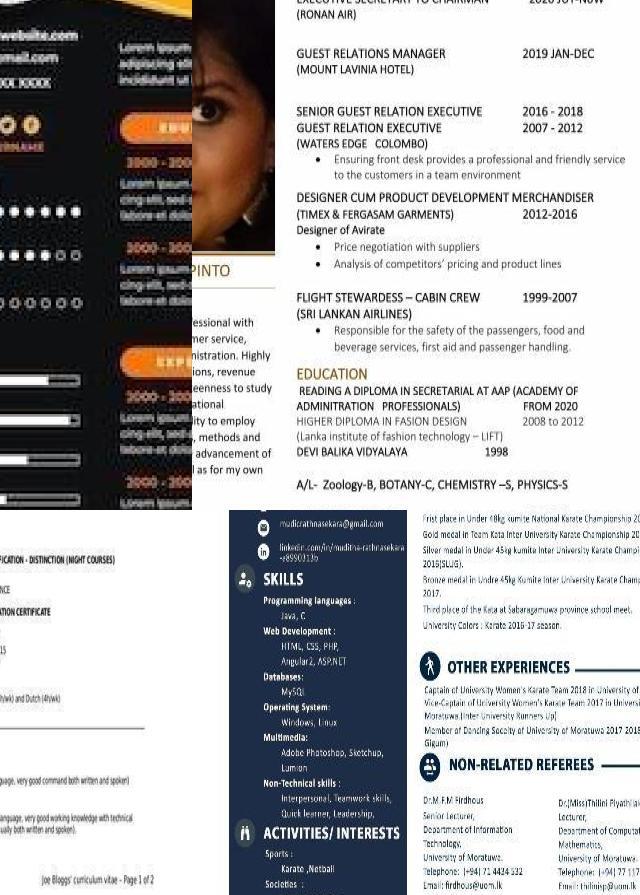 website.com
mail.com
XX XXXX
USERNAME
Lorem ipsum
adipiscing elit
incididunt ut
2000 - 200
Lorem ipsum
cing elit, sed
labore et dolo
3000 -
Lorem ipsum
cing elit, sed
labore et dolo
3000 - 300
Lorem ipsum
cing elit, sed
labore et dolo
3000 - 300
Lorem ipsum
PINTO
essional with
mer service,
nistration. Highly
ions, revenue
eenness to study
ational
ity to employ
, methods and
advancement of
l as for my own
EXECUTIVE SECRETARY TO CHAIRMAN 2020 JULY-NOW
(RONAN AIR)
GUEST RELATIONS MANAGER 2019 JAN-DEC
(MOUNT LAVINIA HOTEL)
SENIOR GUEST RELATION EXECUTIVE 2016 - 2018
GUEST RELATION EXECUTIVE 2007 - 2012
(WATERS EDGE COLOMBO)
• Ensuring front desk provides a professional and friendly service
to the customers in a team environment
DESIGNER CUM PRODUCT DEVELOPMENT MERCHANDISER
(TIMEX & FERGASAM GARMENTS) 2012-2016
Designer of Avirate
• Price negotiation with suppliers
• Analysis of competitors' pricing and product lines
FLIGHT STEWARDESS – CABIN CREW 1999-2007
(SRI LANKAN AIRLINES)
• Responsible for the safety of the passengers, food and
beverage services, first aid and passenger handling.
EDUCATION
READING A DIPLOMA IN SECRETARIAL AT AAP (ACADEMY OF
ADMINITRATION PROFESSIONALS) FROM 2020
HIGHER DIPLOMA IN FASION DESIGN 2008 to 2012
(Lanka institute of fashion technology – LIFT)
DEVI BALIKA VIDYALAYA 1998
A/L- Zoology-B, BOTANY-C, CHEMISTRY –S, PHYSICS-S
FICATION - DISTINCTION (NIGHT COURSES)
NCE
ATION CERTIFICATE
15
h/wk) and Dutch (4h/wk)
guage, very good command both written and spoken)
anguage, very good working knowledge with technical
ually both written and spoken).
Joe Bloggs' curriculum vitae - Page 1 of 2
mudicrathnasekara@gmail.com
linkedin.com/in/muditha-rathnasekara
-a8990313b
SKILLS
Programming languages :
Java, C
Web Development :
HTML, CSS, PHP,
Angular2, ASP.NET
Databases:
MySQL
Operating System:
Windows, Linux
Multimedia:
Adobe Photoshop, Sketchup,
Lumion
Non-Technical skills :
Interpersonal, Teamwork skills,
Quick learner, Leadership,
ACTIVITIES/ INTERESTS
Sports :
Karate ,Netball
Societies :
Frist place in Under 48kg kumite National Karate Championship 20
Gold medal in Team Kata Inter University Karate Championship 20
Silver medal in Under 45kg kumite Inter University Karate Champi
2016(SLUG).
Bronze medal in Undre 45kg Kumite Inter University Karate Cham
2017.
Third place of the Kata at Sabaragamuwa province school meet.
University Colors : Karate 2016-17 season.
OTHER EXPERIENCES
Captain of University Women's Karate Team 2018 in University of
Vice-Captain of University Women's Karate Team 2017 in Universi
Moratuwa.(Inter University Runners Up)
Member of Dancing Soceity of University of Moratuwa 2017-2018
Gigum)
NON-RELATED REFEREES
Dr.M.F.M Firdhous
Senior Lecturer,
Department of Information
Technology,
University of Moratuwa.
Telephone: (+94) 71 4434 532
Email: firdhous@uom.lk
Dr.(Miss)Thilini Piyathilak
Lecturer,
Department of Computat
Mathematics,
University of Moratuwa.
Telephone: (+94) 77 117
Email: thilinisp@uom.lk